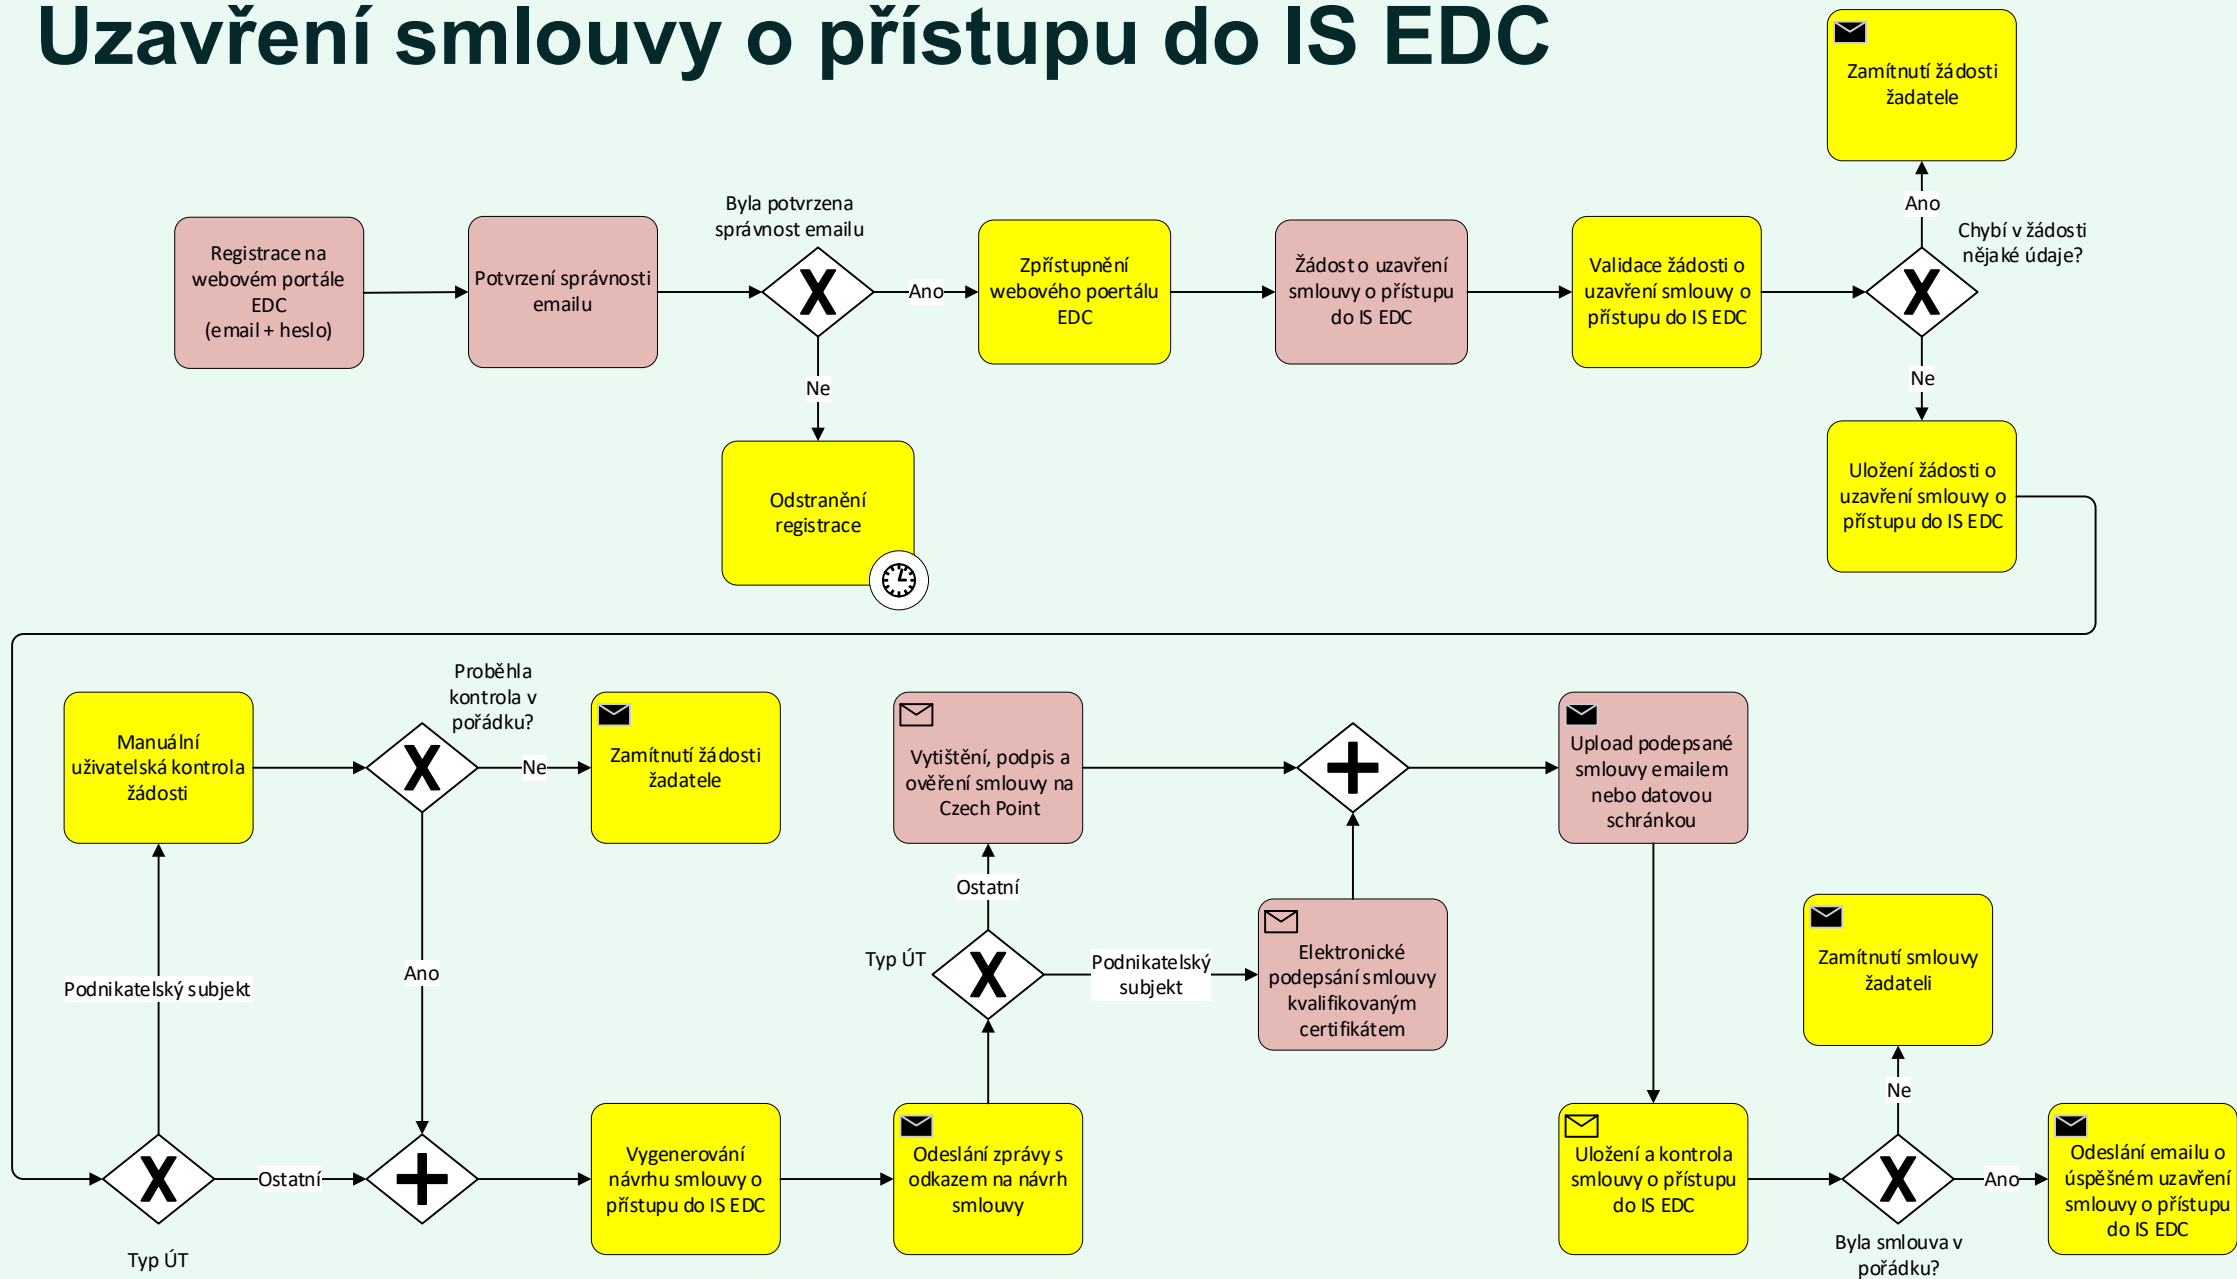 Uzavření smlouvy o přístupu do IS EDC
Zamítnutí žádosti
žadatele
Ano
Chybí v žádosti
nějaké údaje?
X
Ne
Registrace na
webovém portále
EDC
(email + heslo)
Potvrzení správnosti
emailu
Byla potvrzena
správnost emailu
X
Ano
Ne
Zpřístupnění
webového poertálu
EDC
Žádost o uzavření
smlouvy o přístupu
do IS EDC
Validace žádosti o
uzavření smlouvy o
přístupu do IS EDC
Odstranění
registrace
Uložení žádosti o
uzavření smlouvy o
přístupu do IS EDC
Manuální
uživatelská kontrola
žádosti
Proběhla
kontrola v
pořádku?
X
Ne
Zamítnutí žádosti
žadatele
Ano
Podnikatelský subjekt
X
Typ ÚT
Ostatní
Vygenerování
návrhu smlouvy o
přístupu do IS EDC
Odeslání zprávy s
odkazem na návrh
smlouvy
Typ ÚT
X
Ostatní
Podnikatelský
subjekt
Vytištění, podpis a
ověření smlouvy na
Czech Point
Elektronické
podepsání smlouvy
kvalifikovaným
certifikátem
Upload podepsané
smlouvy emailem
nebo datovou
schránkou
Uložení a kontrola
smlouvy o přístupu
do IS EDC
Zamítnutí smlouvy
žadateli
Ne
X
Byla smlouva v
pořádku?
Ano
Odeslání emailu o
úspěšném uzavření
smlouvy o přístupu
do IS EDC